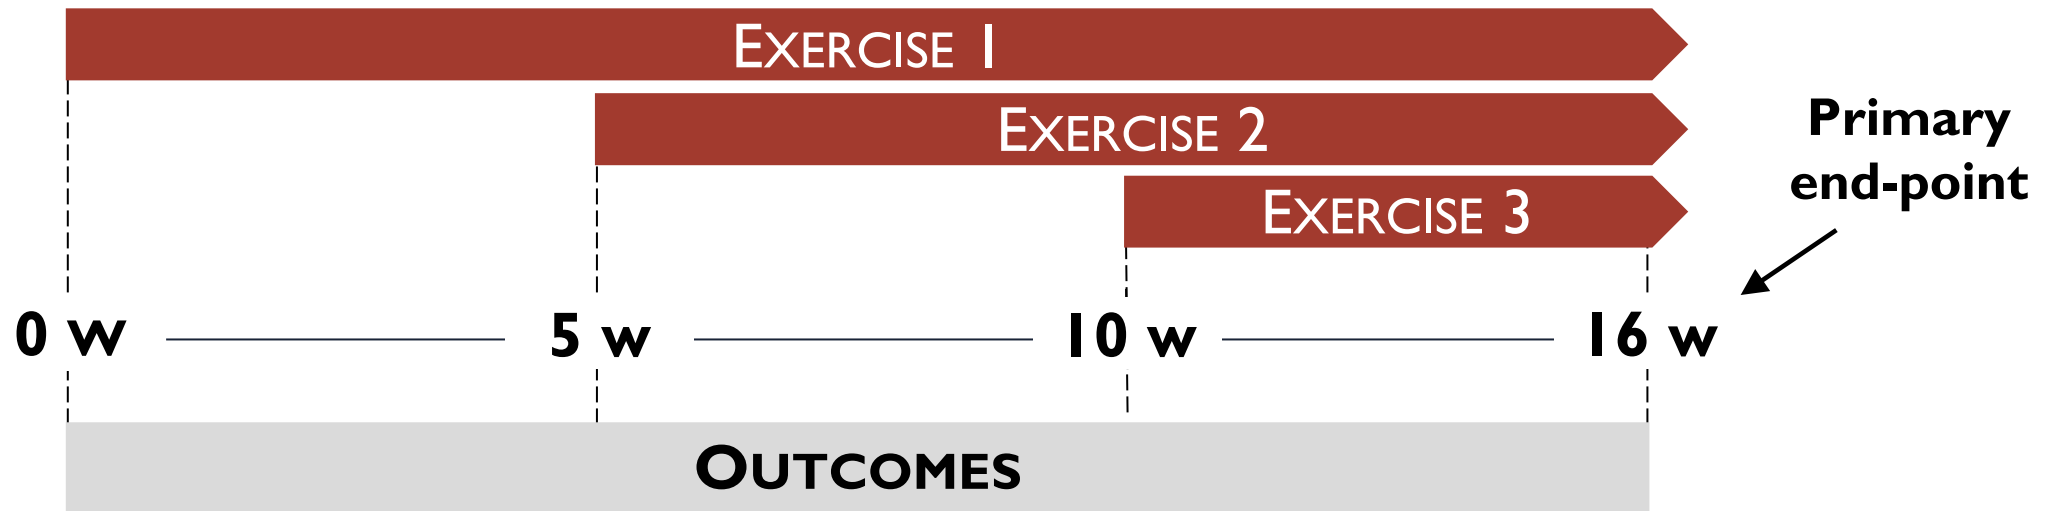 EXERCISE 1
EXERCISE 2
EXERCISE 3
Primary
end-point
0 w
5 w
10 w
16 w
OUTCOMES